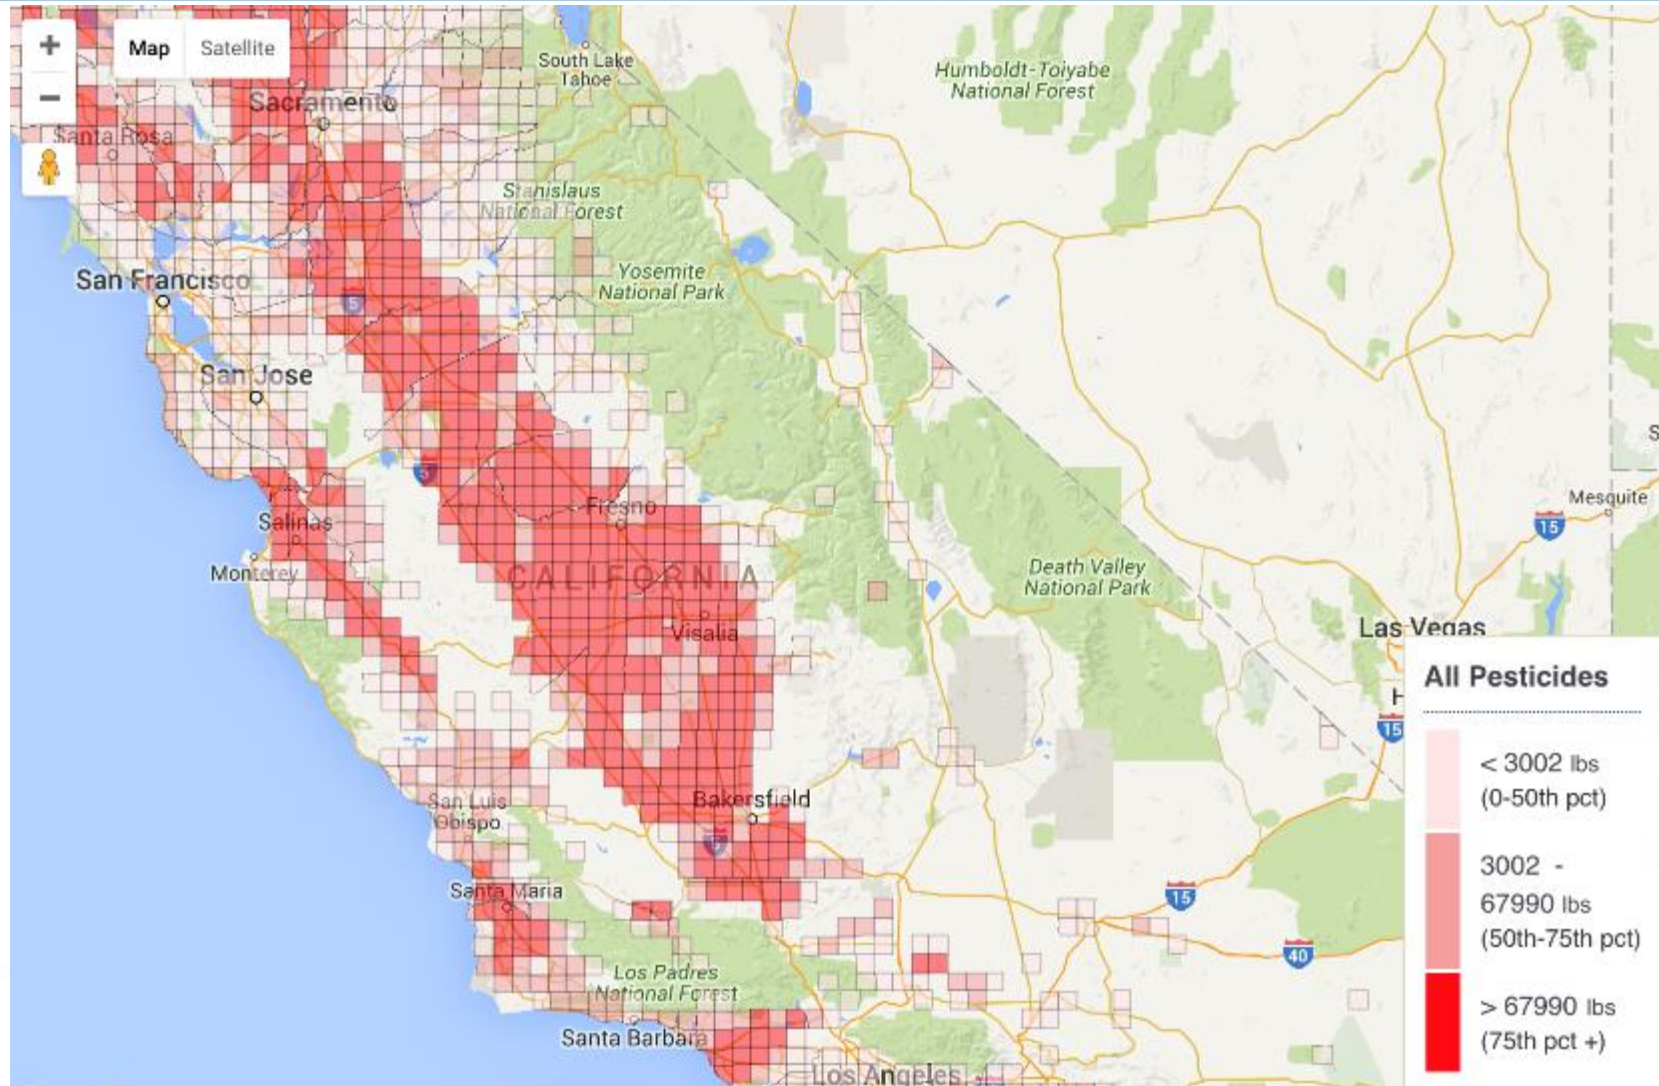 +
Map
Satellite
−
South Lake
Tahoe
Humboldt-Toiyabe
National Forest
Sacramento
Santa Rosa
Stanislaus
National Forest
Yosemite
National Park
San Francisco
5
San Jose
S
5
Mesquite
15
Fresno
Salinas
Monterey
CALIFORNIA
Death Valley
National Park
Visalia
Las Vegas
H
15
All Pesticides
< 3002 lbs
(0-50th pct)
3002 -
67990 lbs
(50th-75th pct)
> 67990 lbs
(75th pct +)
San Luis
Obispo
Bakersfield
5
Santa Maria
15
40
Los Padres
National Forest
Santa Barbara
Los Angeles